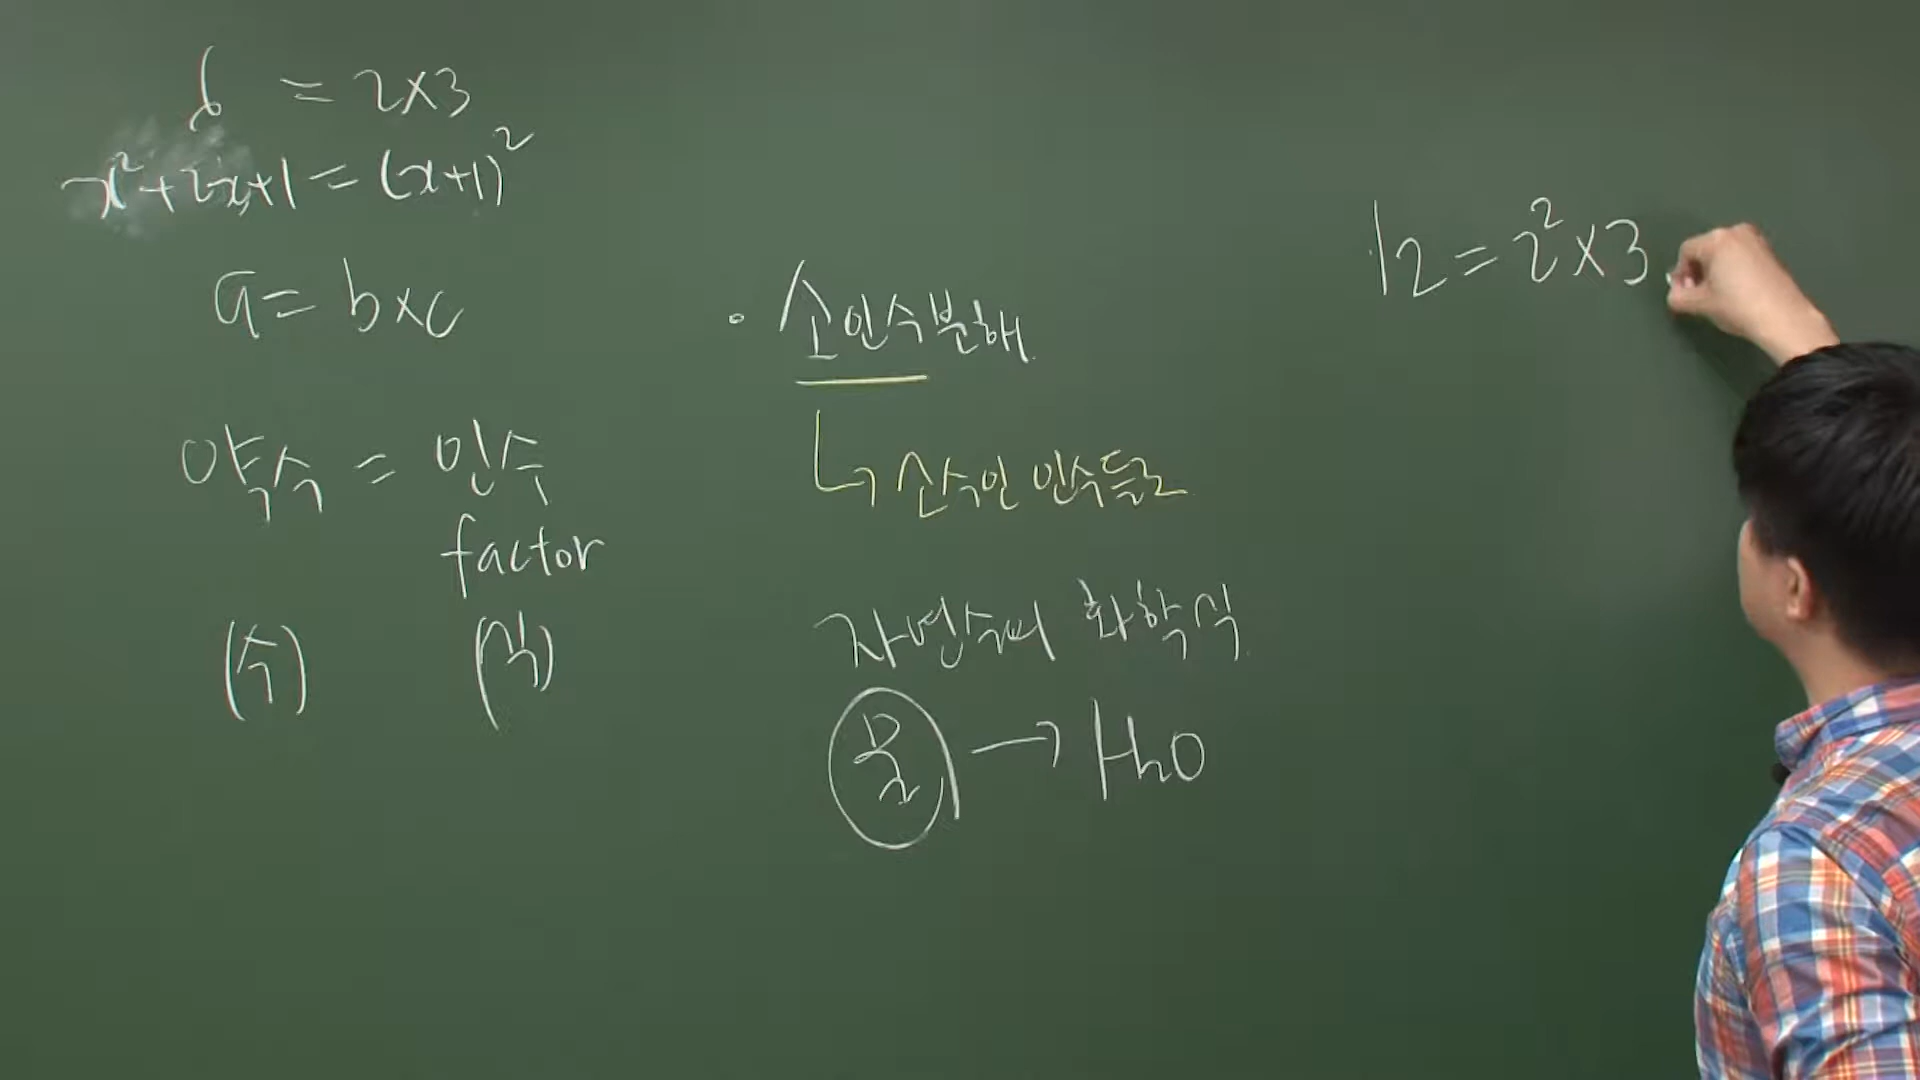 6 = 2×3
x²+2x+1=(x+1)²
a= b×c
약수 = 인수
factor
(수) (식)
· 소인수분해
↳ 소수인 인수들로
자연수의 화학식
물 → H₂O
12=2²×3